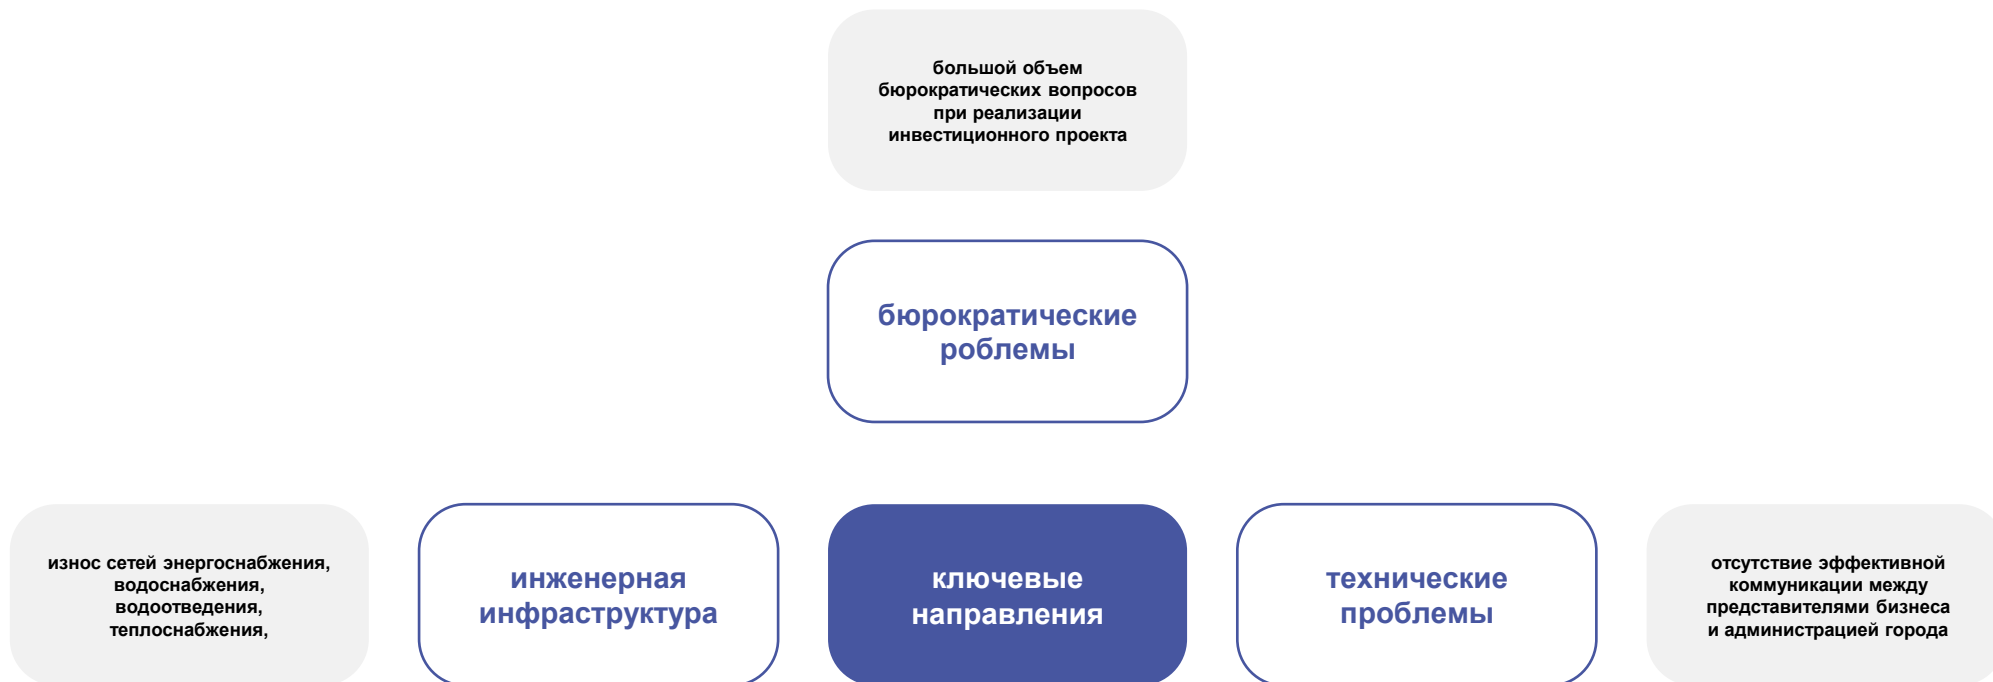 большой объем
бюрократических вопросов
при реализации
инвестиционного проекта
бюрократические
роблемы
износ сетей энергоснабжения,
водоснабжения,
водоотведения,
теплоснабжения,
инженерная
инфраструктура
ключевые
направления
технические
проблемы
отсутствие эффективной
коммуникации между
представителями бизнеса
и администрацией города